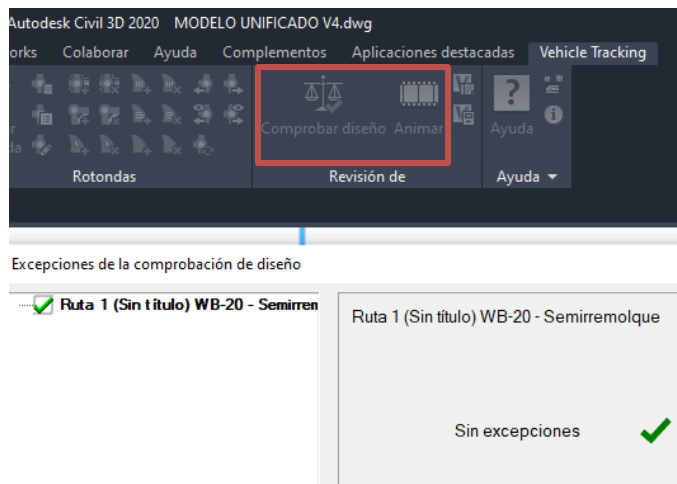 Autodesk Civil 3D 2020 MODELO UNIFICADO V4.dwg
orks Colaborar Ayuda Complementos Aplicaciones destacadas Vehicle Tracking
Comprobar diseño Animar Ayuda
Rotondas Revisión de Ayuda
Excepciones de la comprobación de diseño
Ruta 1 (Sin título) WB-20 - Semirrem
Ruta 1 (Sin título) WB-20 - Semirremolque
Sin excepciones